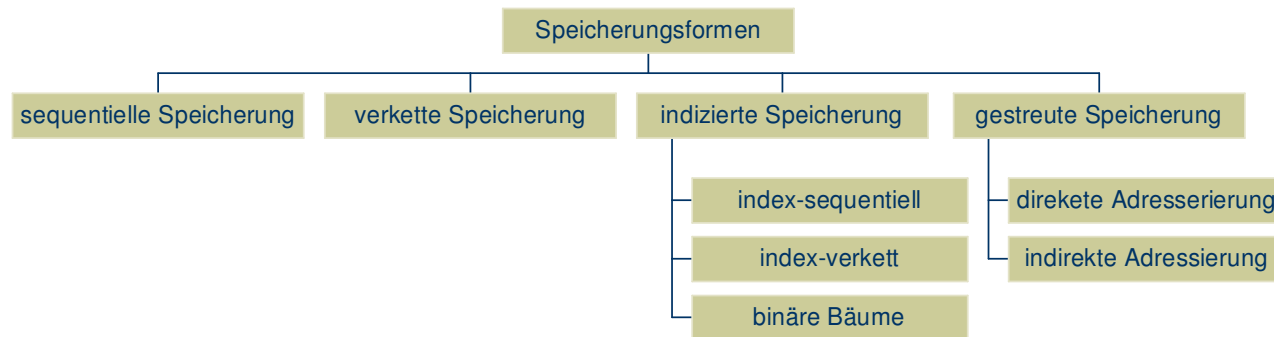 Speicherungsformen
sequentielle Speicherung
verkette Speicherung
indizierte Speicherung
gestreute Speicherung
index-sequentiell
index-verkett
binäre Bäume
direkete Adresserierung
indirekte Adressierung